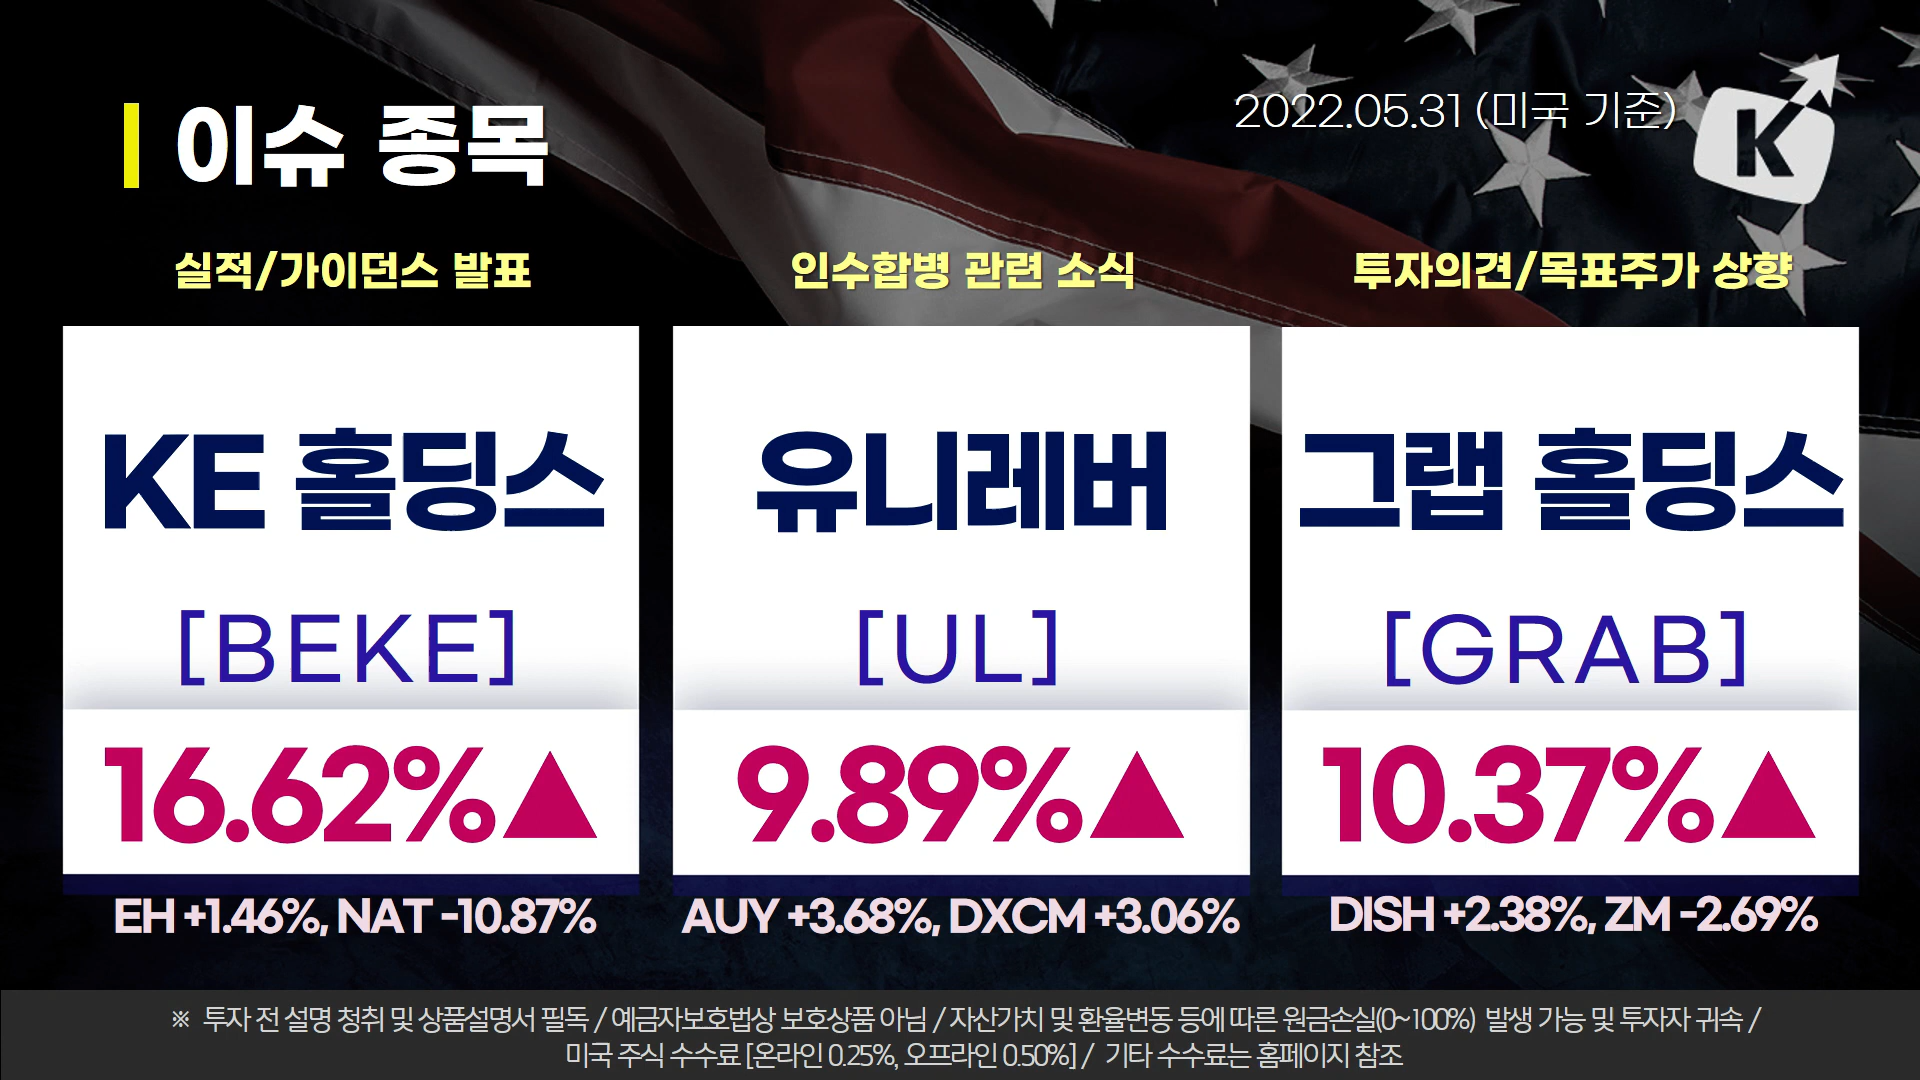 이슈 종목
2022.05.31 (미국 기준)
K
실적/가이던스 발표
KE 홀딩스
[BEKE]
16.62%▲
EH +1.46%, NAT -10.87%
인수합병 관련 소식
유니레버
[UL]
9.89%▲
AUY +3.68%, DXCM +3.06%
투자의견/목표주가 상향
그랩 홀딩스
[GRAB]
10.37%▲
DISH +2.38%, ZM -2.69%
※ 투자 전 설명 청취 및 상품설명서 필독 / 예금자보호법상 보호상품 아님 / 자산가치 및 환율변동 등에 따른 원금손실(0~100%) 발생 가능 및 투자자 귀속 /
미국 주식 수수료 [온라인 0.25%, 오프라인 0.50%] / 기타 수수료는 홈페이지 참조